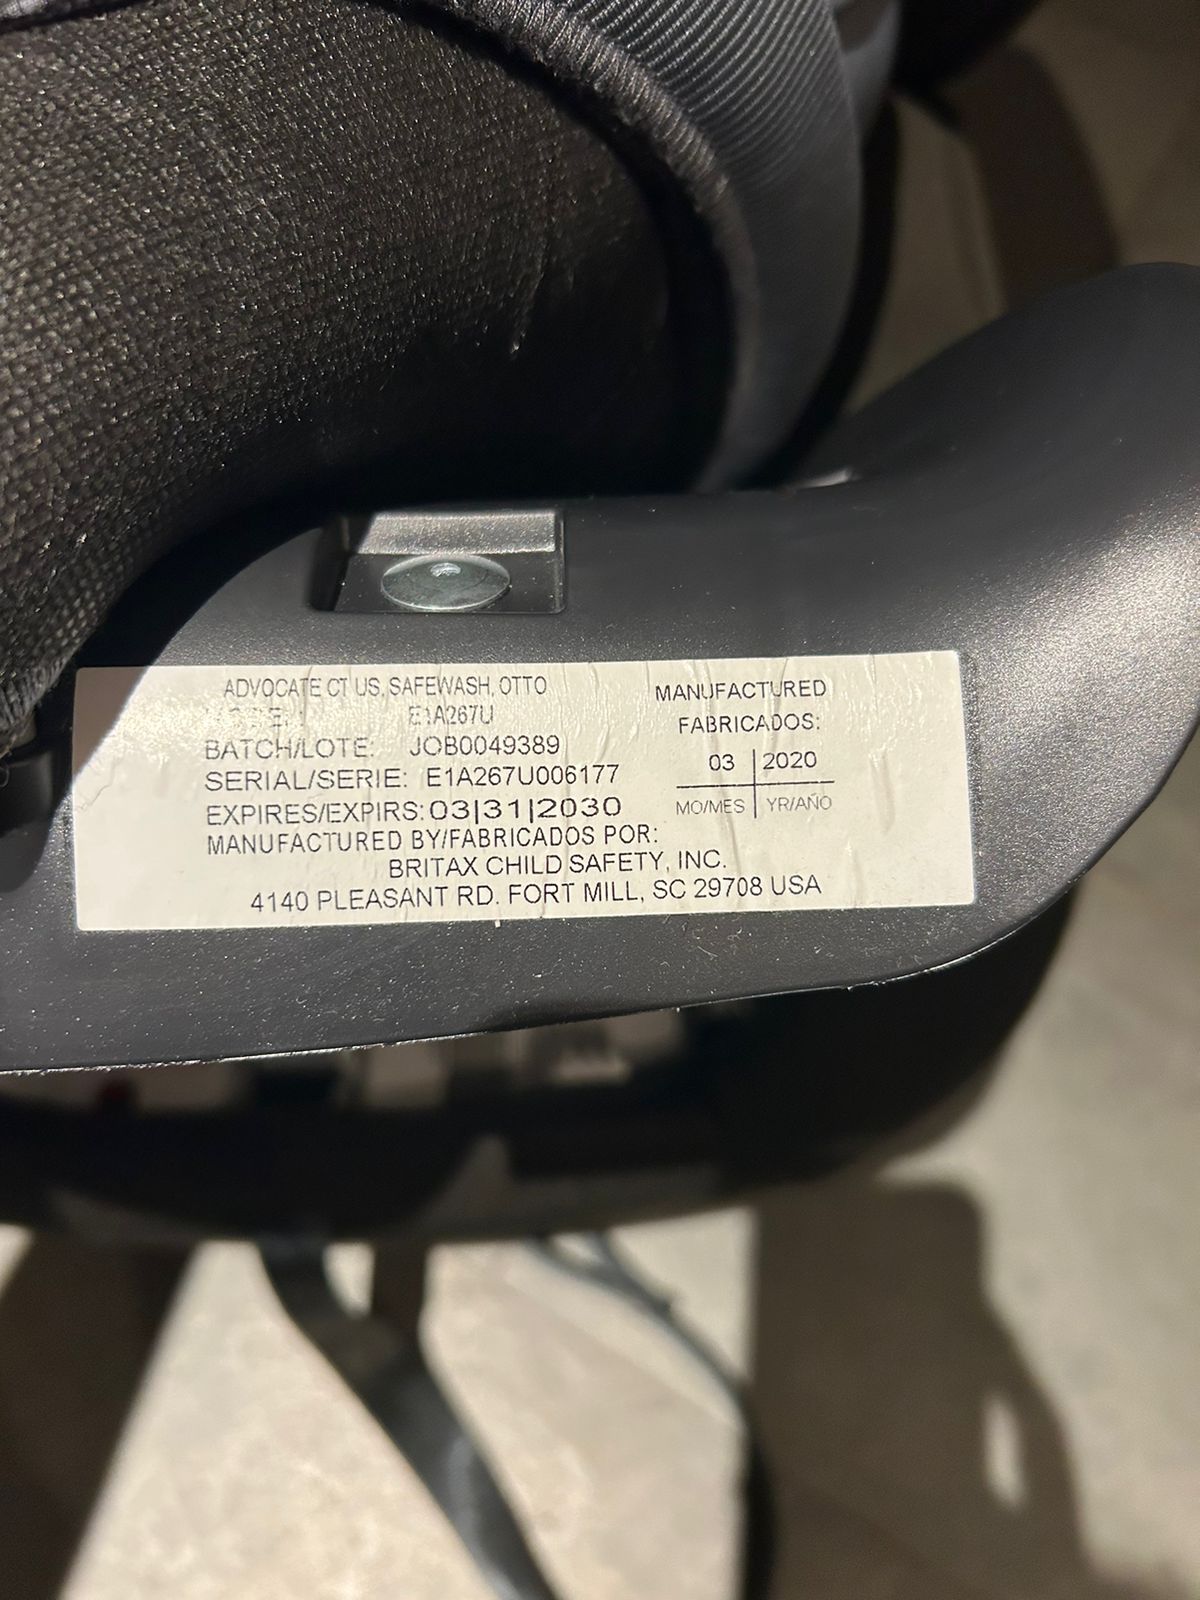 ADVOCATE CT US, SAFEWASH, OTTO
MODEL: E1A267U
BATCH/LOTE: JOB0049389
SERIAL/SERIE: E1A267U006177
EXPIRES/EXPIRS: 03|31|2030
MANUFACTURED BY/FABRICADOS POR:
BRITAX CHILD SAFETY, INC.
4140 PLEASANT RD. FORT MILL, SC 29708 USA
MANUFACTURED
FABRICADOS:
03 | 2020
MO/MES | YR/AÑO